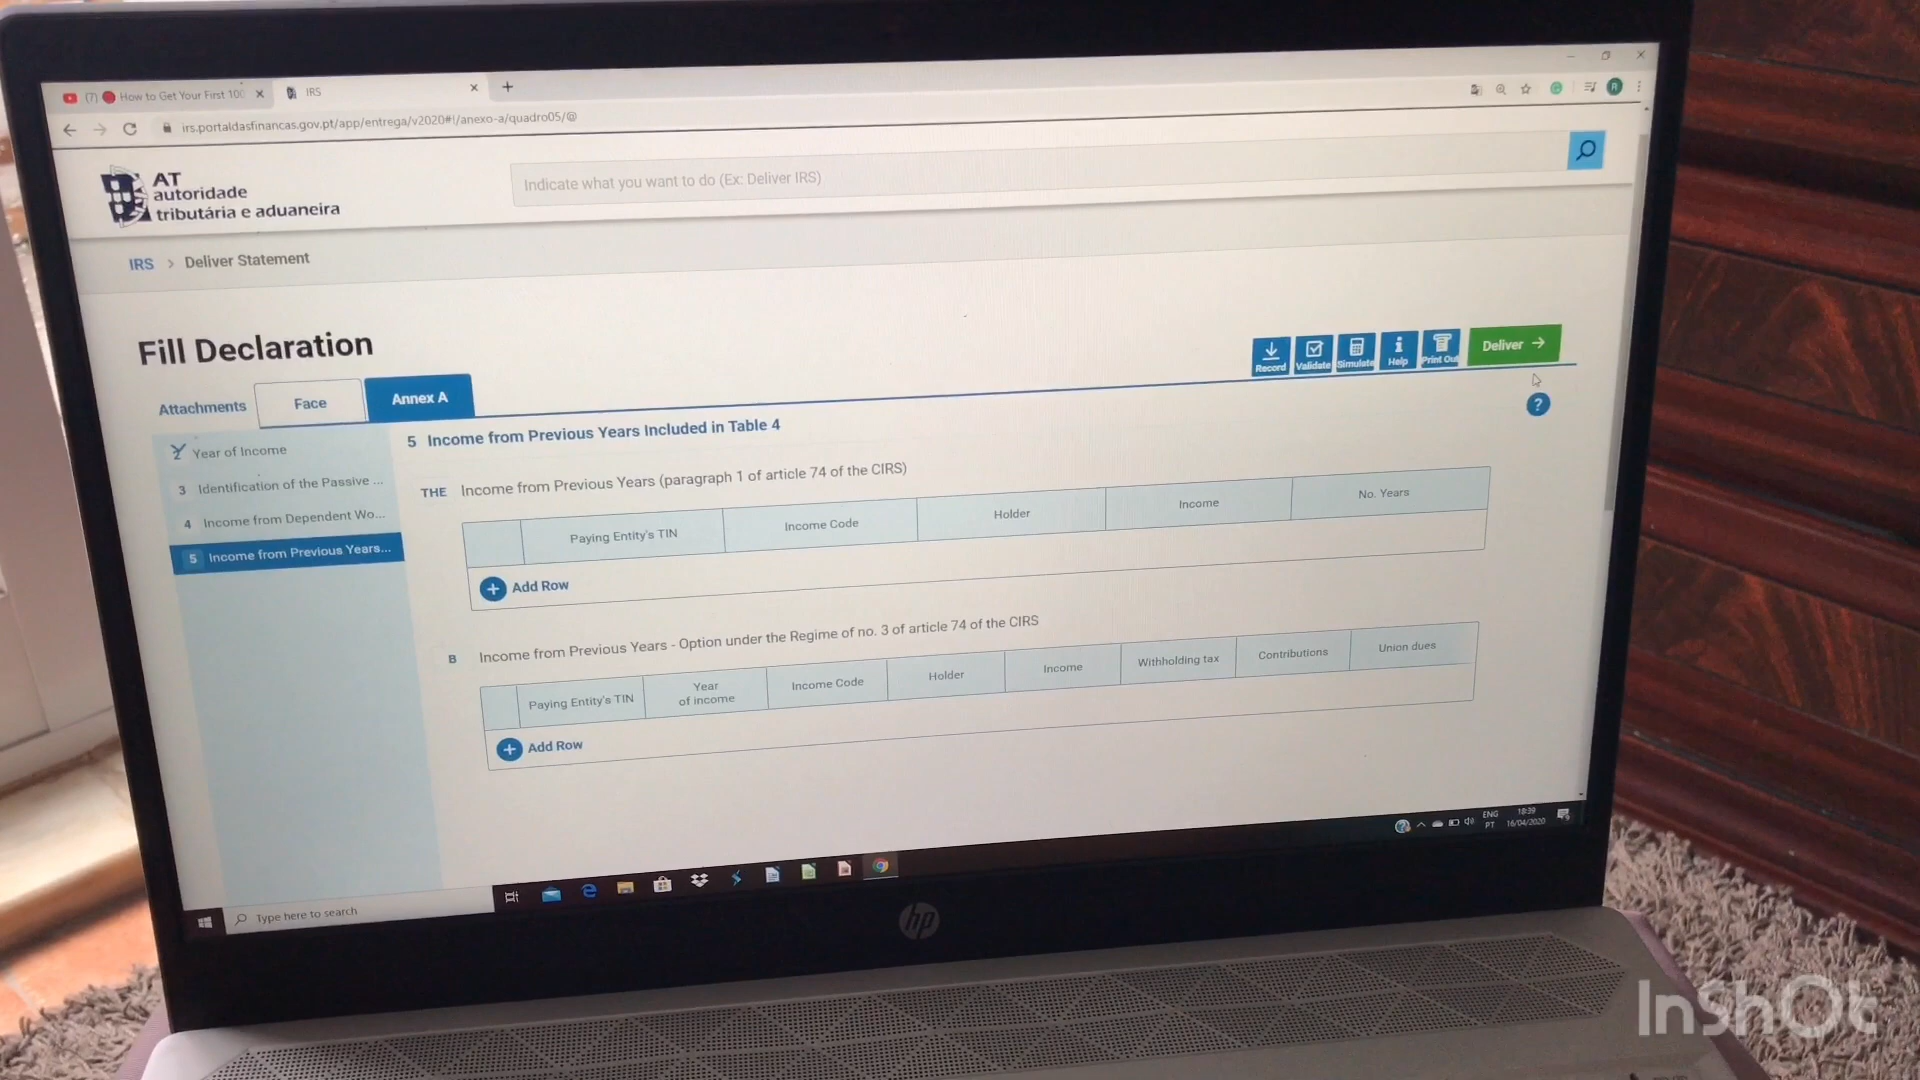 (7) How to Get Your First 100
IRS
irs.portaldasfinancas.gov.pt/app/entrega/v2020#!/anexo-a/quadro05/@
R
AT
autoridade
tributária e aduaneira
Indicate what you want to do (Ex: Deliver IRS)
IRS > Deliver Statement
Fill Declaration
Record
Validate
Simulate
Help
Print Out
Deliver →
?
Attachments
Face
Annex A
2 Year of Income
3 Identification of the Passive ...
4 Income from Dependent Wo...
5 Income from Previous Years...
5 Income from Previous Years Included in Table 4
THE Income from Previous Years (paragraph 1 of article 74 of the CIRS)
Paying Entity's TIN
Income Code
Holder
Income
No. Years
+ Add Row
B Income from Previous Years - Option under the Regime of no. 3 of article 74 of the CIRS
Paying Entity's TIN
Year
of income
Income Code
Holder
Income
Withholding tax
Contributions
Union dues
+ Add Row
Type here to search
ENG
PT
18:39
16/04/2020
hp
InShOt